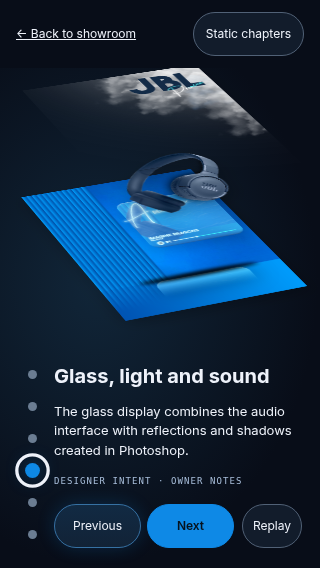 ← Back to showroom
Static chapters
JBL
Glass, light and sound
The glass display combines the audio
interface with reflections and shadows
created in Photoshop.
DESIGNER INTENT · OWNER NOTES
Previous
Next
Replay